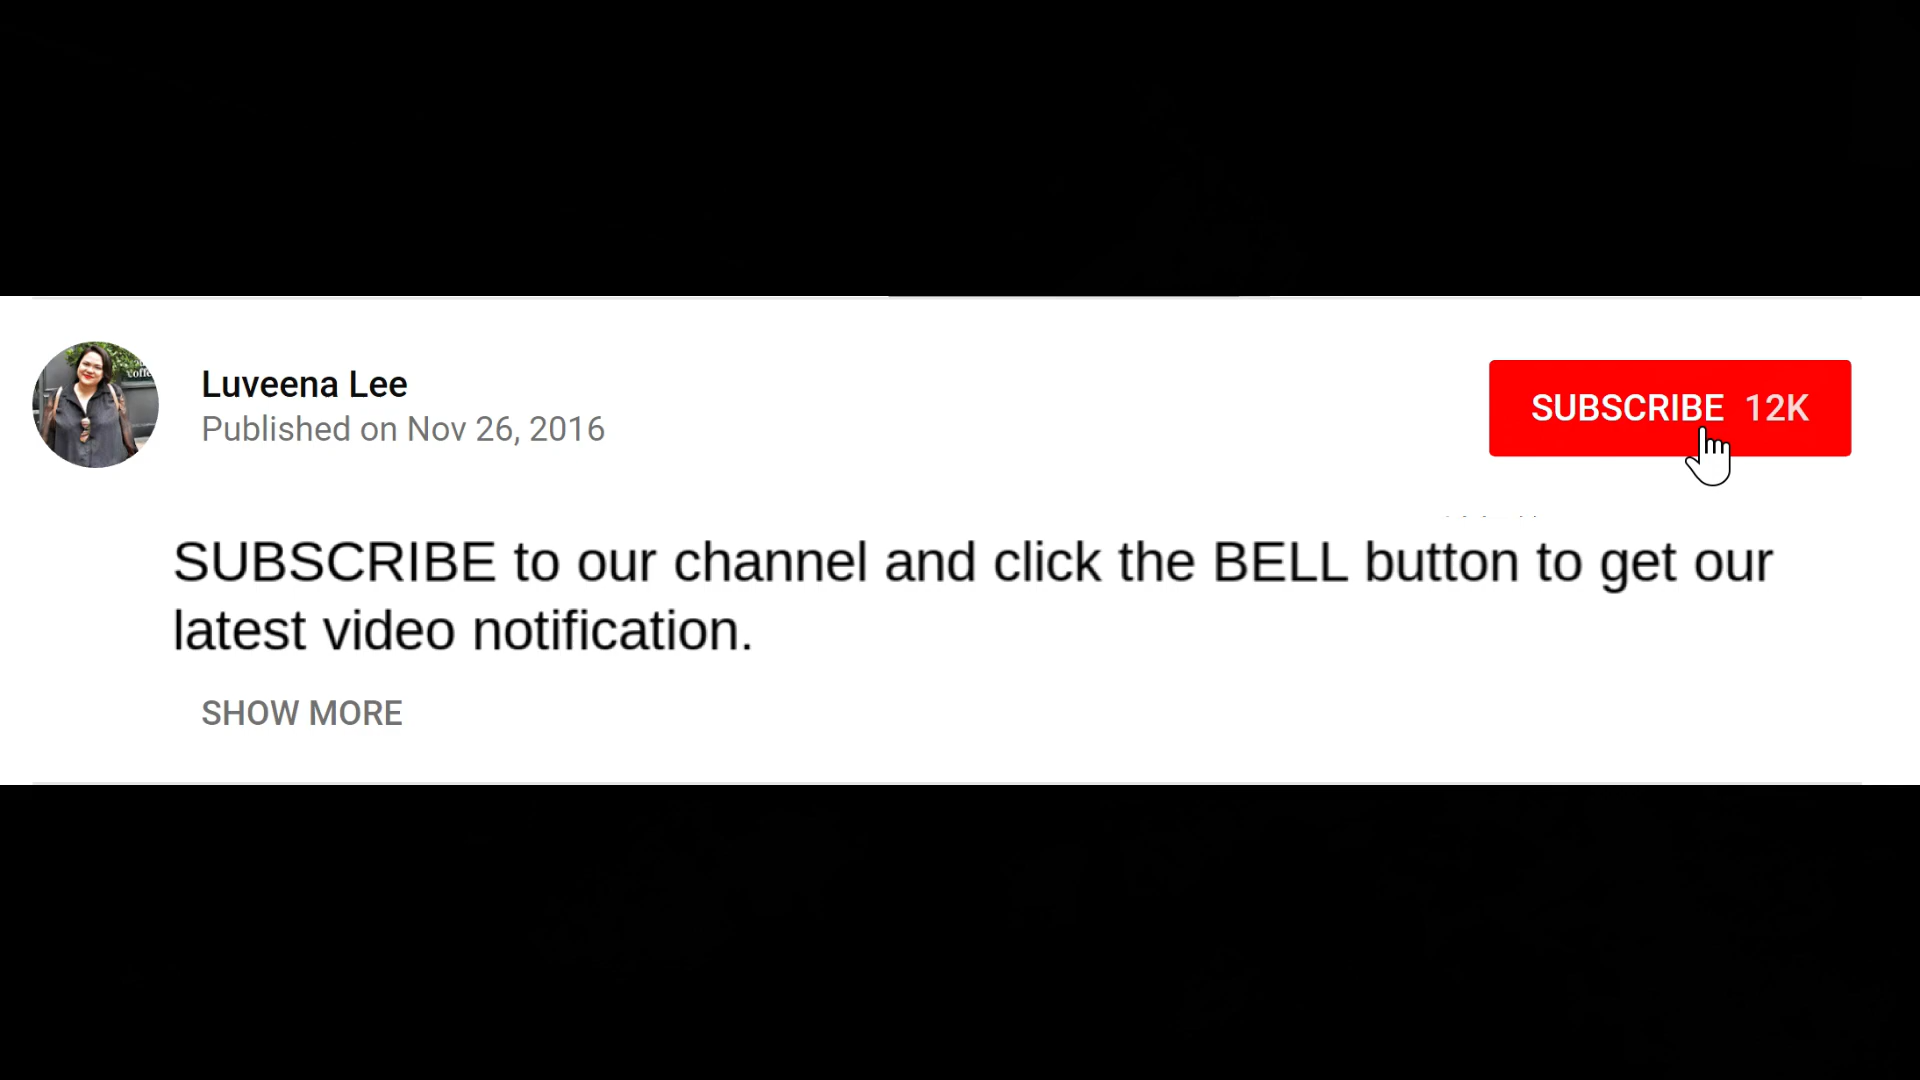 Luveena Lee
Published on Nov 26, 2016
SUBSCRIBE 12K
SUBSCRIBE to our channel and click the BELL button to get our
latest video notification.
SHOW MORE